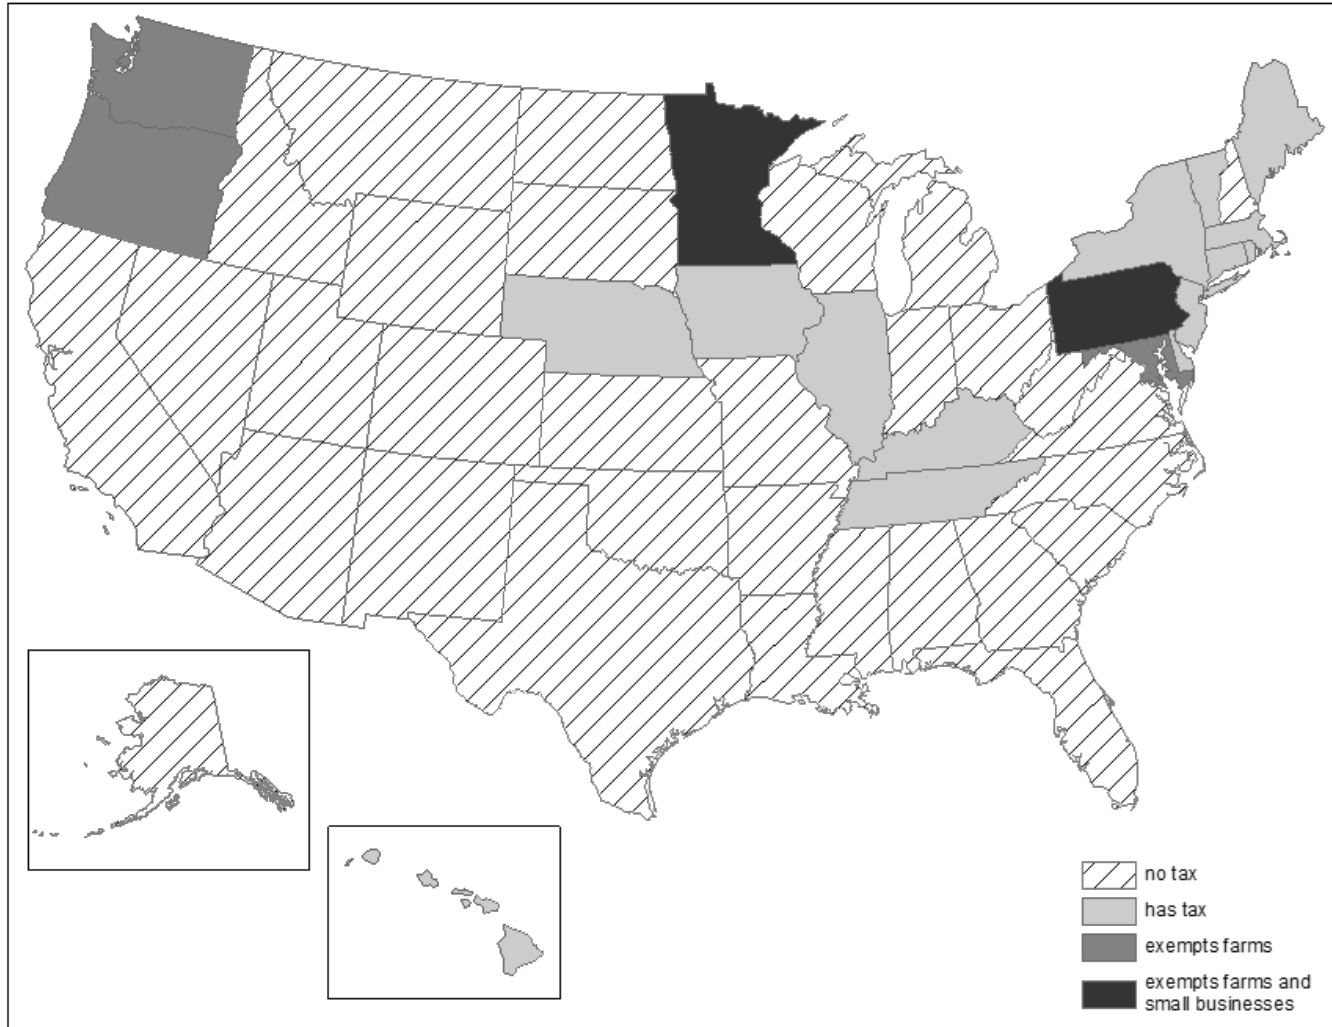 no tax
has tax
exempts farms
exempts farms and
small businesses